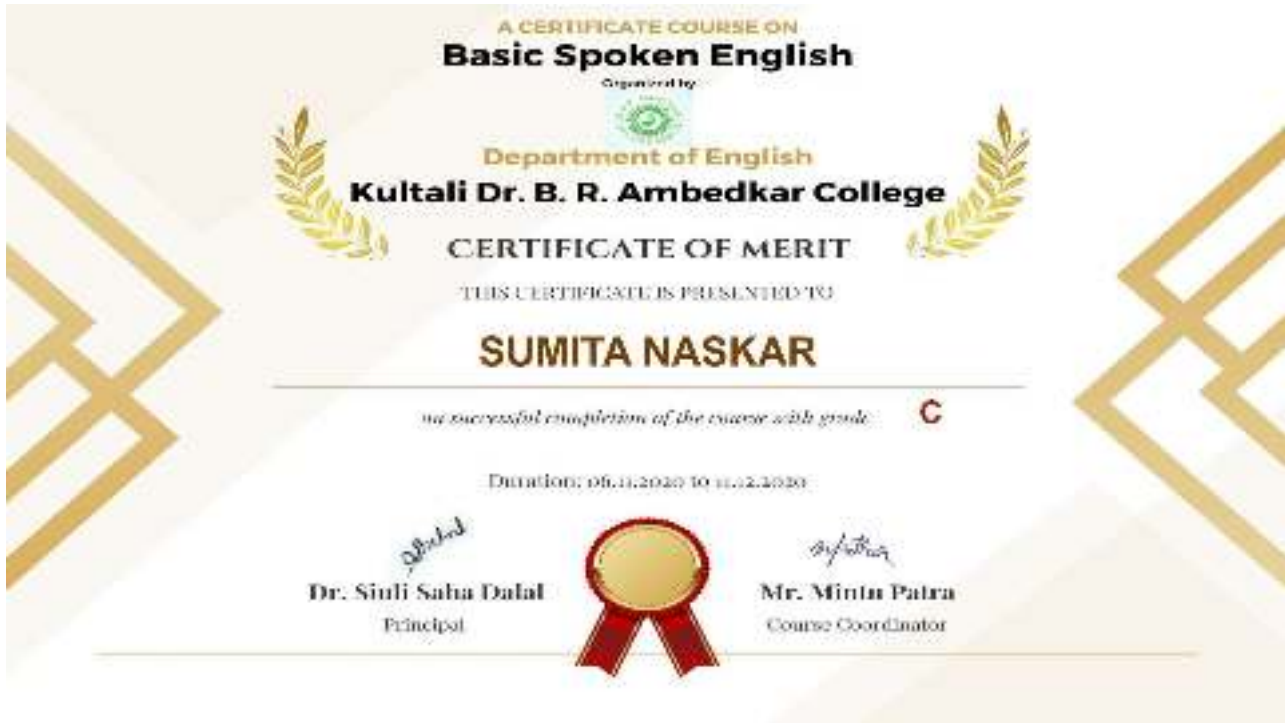 A CERTIFICATE COURSE ON
Basic Spoken English
Organized by
Department of English
Kultali Dr. B. R. Ambedkar College
CERTIFICATE OF MERIT
THIS CERTIFICATE IS PRESENTED TO
SUMITA NASKAR
on successful completion of the course with grade C
Duration: 06.11.2020 to 11.12.2020
Dr. Siuli Saha Dalal
Mr. Mintu Patra
Principal
Course Coordinator